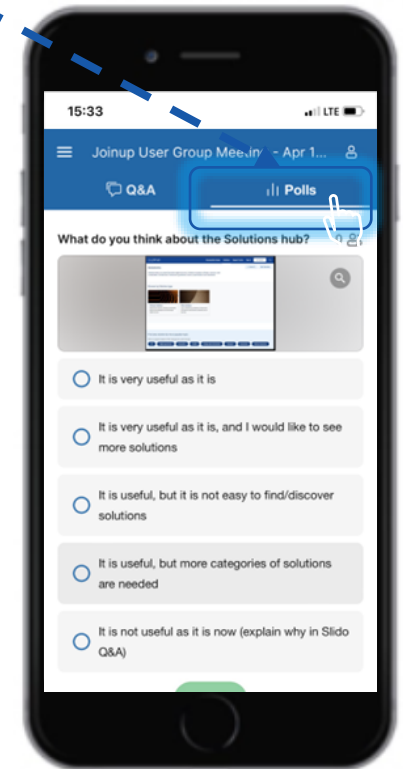 15:33 LTE
Joinup User Group Meeting - Apr 1...
Q&A Polls
What do you think about the Solutions hub?
It is very useful as it is
It is very useful as it is, and I would like to see
more solutions
It is useful, but it is not easy to find/discover
solutions
It is useful, but more categories of solutions
are needed
It is not useful as it is now (explain why in Slido
Q&A)